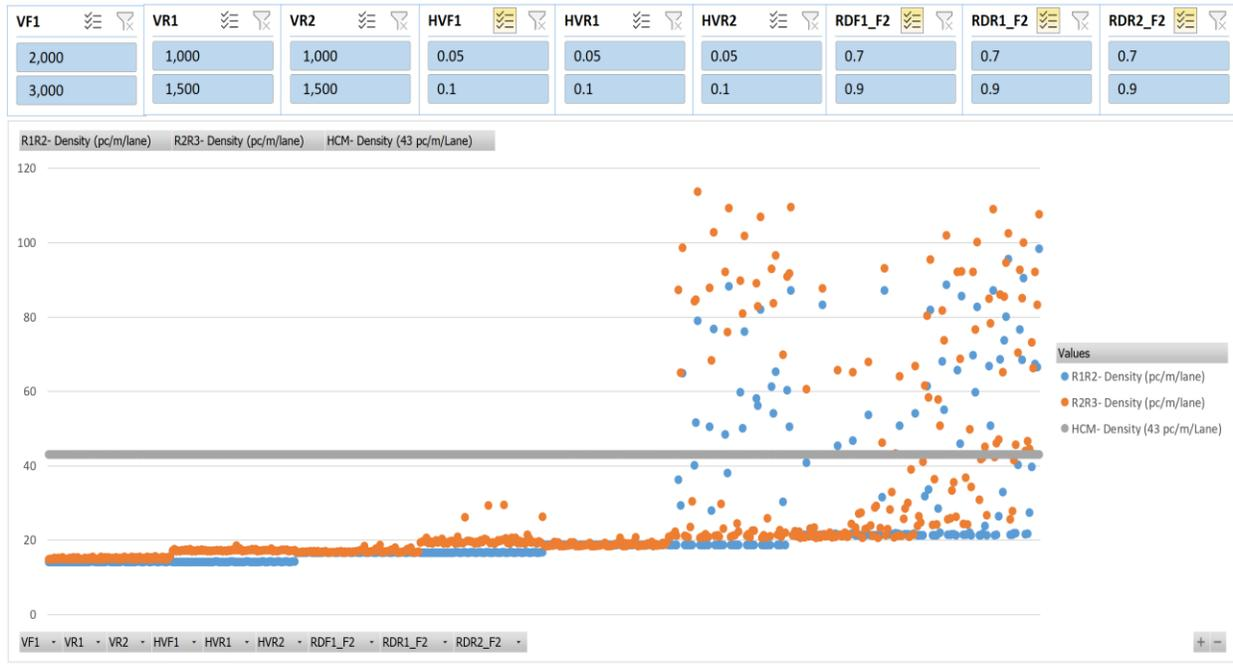 VF1 VR1 VR2 HVF1 HVR1 HVR2 RDF1_F2 RDR1_F2 RDR2_F2
2,000 1,000 1,000 0.05 0.05 0.05 0.7 0.7 0.7
3,000 1,500 1,500 0.1 0.1 0.1 0.9 0.9 0.9
R1R2- Density (pc/m/lane) R2R3- Density (pc/m/lane) HCM- Density (43 pc/m/Lane)
120
100
80
60
40
20
0
Values
R1R2- Density (pc/m/lane)
R2R3- Density (pc/m/lane)
HCM- Density (43 pc/m/Lane)
VF1 VR1 VR2 HVF1 HVR1 HVR2 RDF1_F2 RDR1_F2 RDR2_F2
+ −